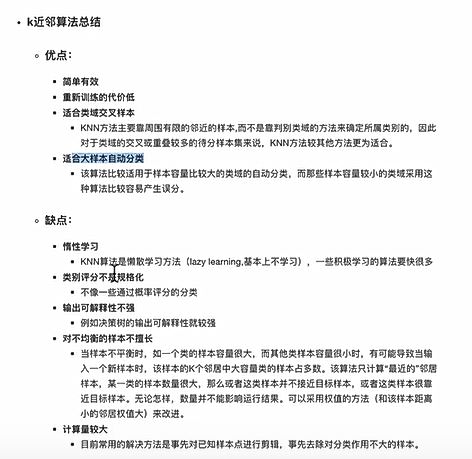 k近邻算法总结
优点：
简单有效
重新训练的代价低
适合类域交叉样本
KNN方法主要靠周围有限的邻近的样本,而不是靠判别类域的方法来确定所属类别的，因此
对于类域的交叉或重叠较多的待分样本集来说，KNN方法较其他方法更为适合。
适合大样本自动分类
该算法比较适用于样本容量比较大的类域的自动分类，而那些样本容量较小的类域采用这
种算法比较容易产生误分。
缺点：
惰性学习
KNN算法是懒散学习方法（lazy learning,基本上不学习），一些积极学习的算法要快很多
类别评分不是规格化
不像一些通过概率评分的分类
输出可解释性不强
例如决策树的输出可解释性就较强
对不均衡的样本不擅长
当样本不平衡时，如一个类的样本容量很大，而其他类样本容量很小时，有可能导致当输
入一个新样本时，该样本的K个邻居中大容量类的样本占多数。该算法只计算“最近的”邻居
样本，某一类的样本数量很大，那么或者这类样本并不接近目标样本，或者这类样本很靠
近目标样本。无论怎样，数量并不能影响运行结果。可以采用权值的方法（和该样本距离
小的邻居权值大）来改进。
计算量较大
目前常用的解决方法是事先对已知样本点进行剪辑，事先去除对分类作用不大的样本。